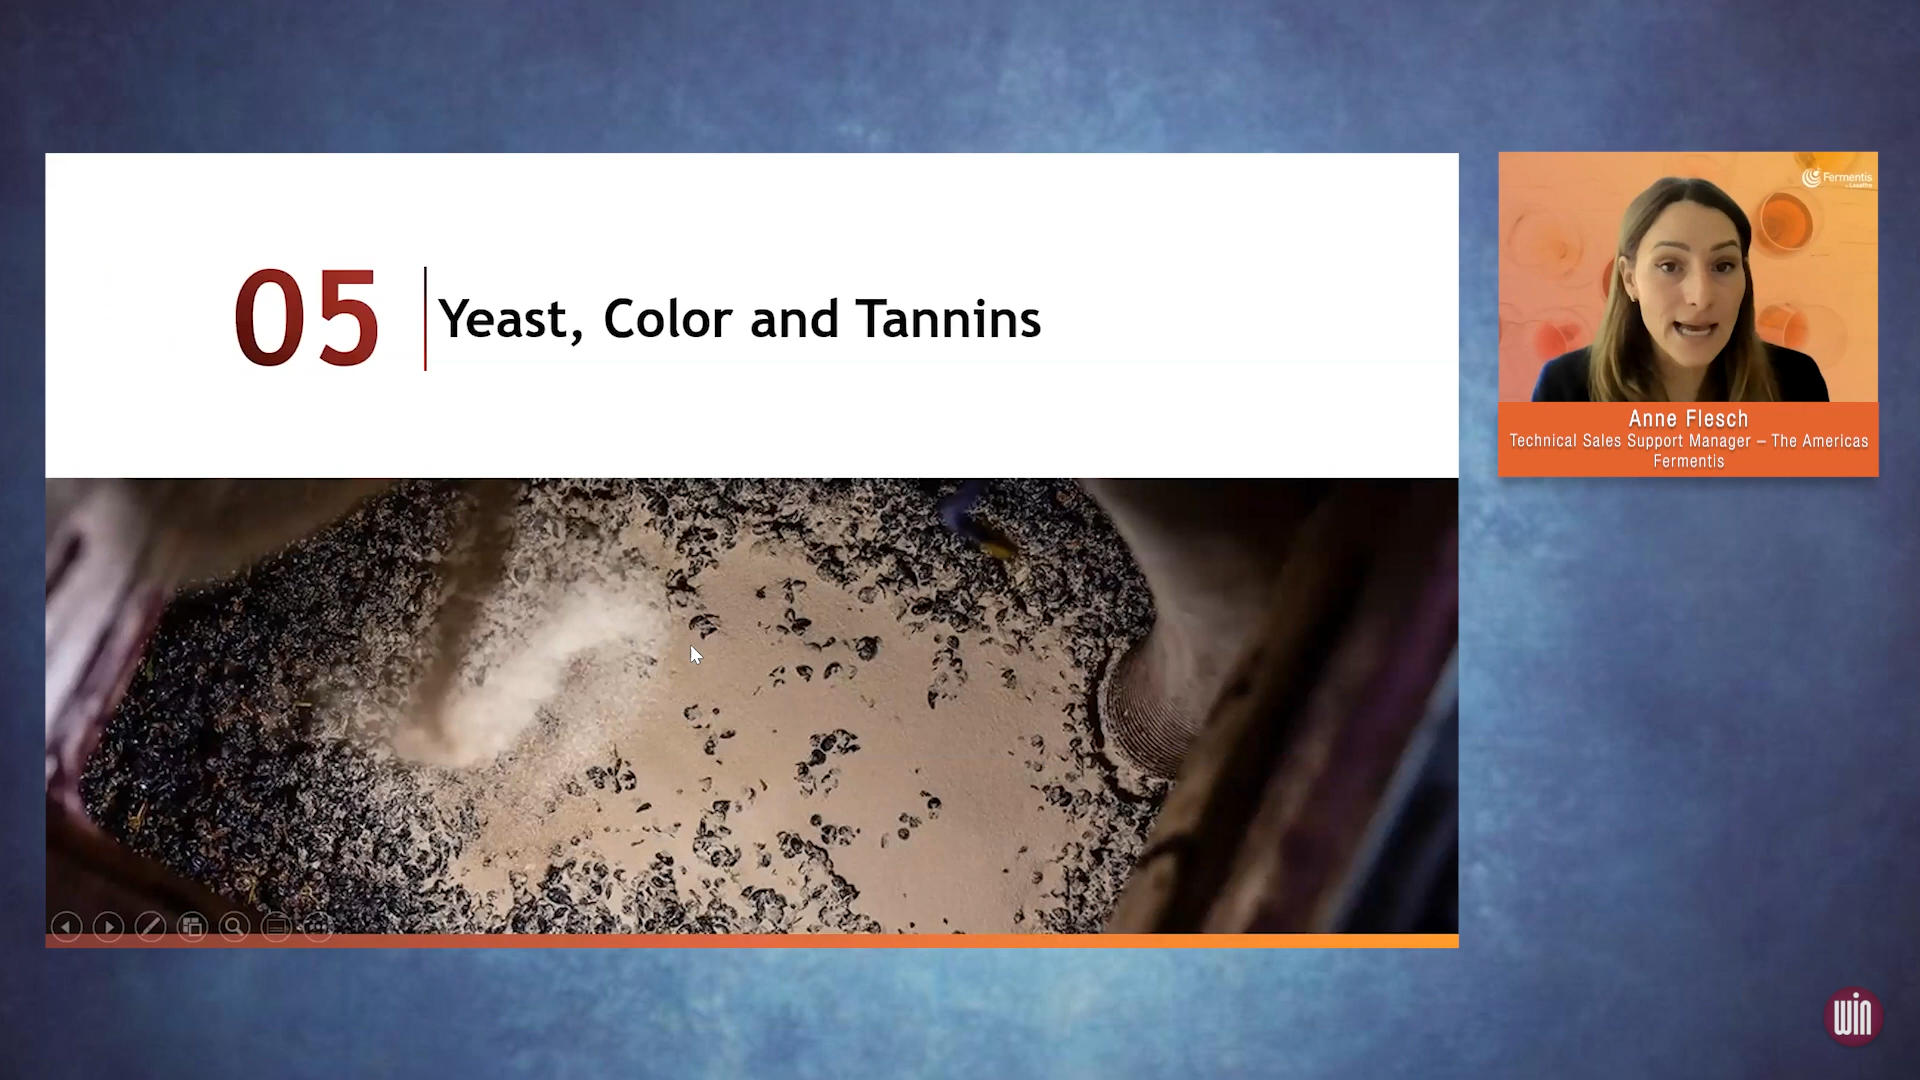 05
Yeast, Color and Tannins
Fermentis
Anne Flesch
Technical Sales Support Manager – The Americas
Fermentis
win